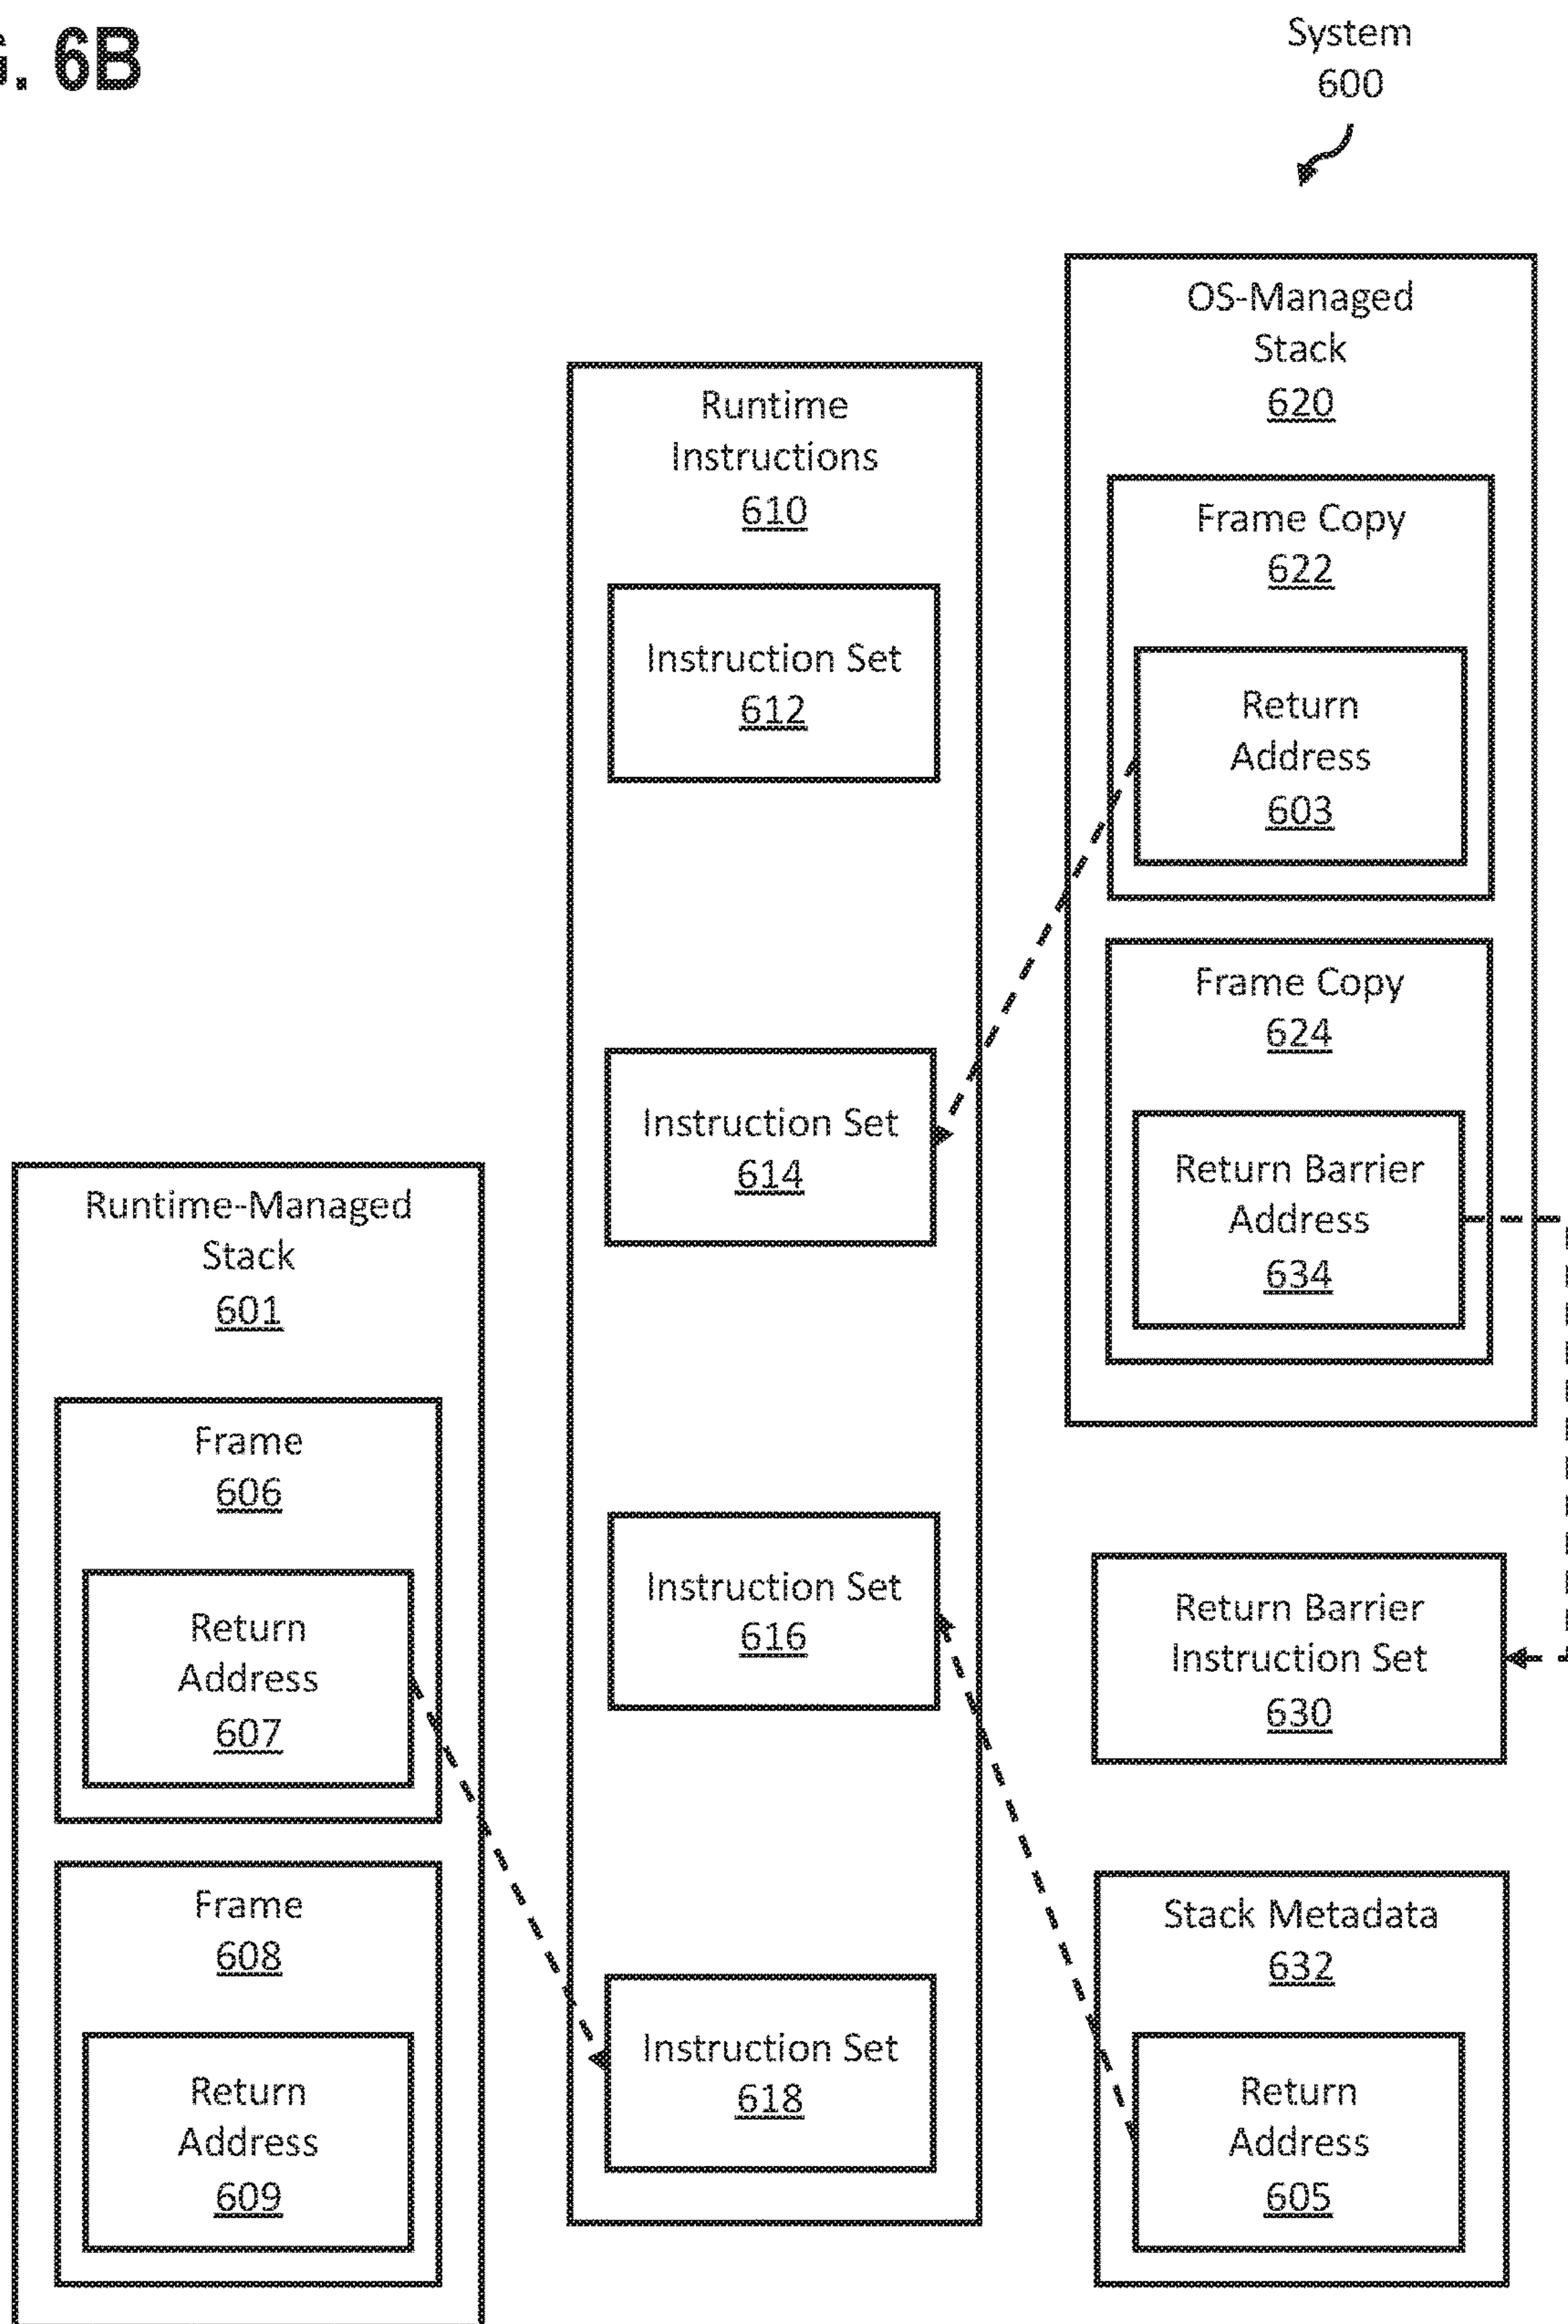 G. 6B
System
600
OS-Managed
Stack
620
Frame Copy
622
Return
Address
603
Frame Copy
624
Return Barrier
Address
634
Runtime
Instructions
610
Instruction Set
612
Instruction Set
614
Instruction Set
616
Instruction Set
618
Runtime-Managed
Stack
601
Frame
606
Return
Address
607
Frame
608
Return
Address
609
Return Barrier
Instruction Set
630
Stack Metadata
632
Return
Address
605